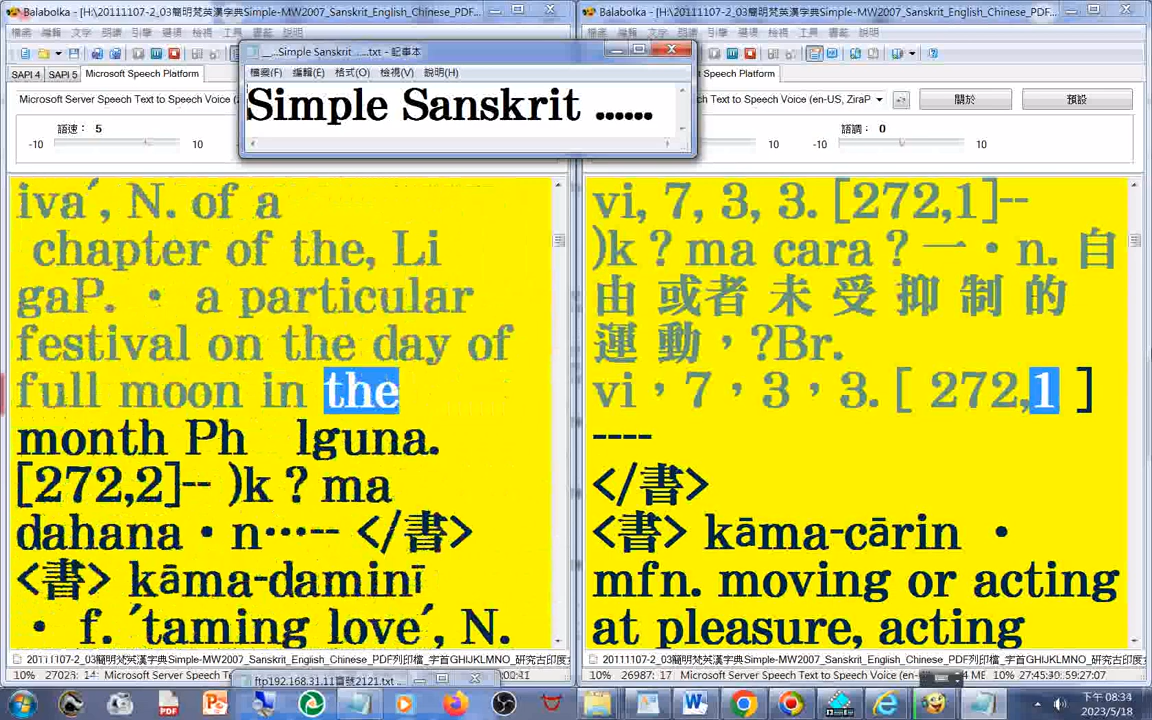 Balabolka - [H:\20111107-2_03簡明梵英漢字典Simple-MW2007_Sanskrit_English_Chinese_PDF...
Balabolka - [H:\20111107-2_03簡明梵英漢字典Simple-MW2007_Sanskrit_English_Chinese_PDF...
__...Simple Sanskrit ......txt - 記事本
檔案(F) 編輯(E) 格式(O) 檢視(V) 說明(H)
Simple Sanskrit ......
SAPI 4 SAPI 5 Microsoft Speech Platform
Speech Platform
Microsoft Server Speech Text to Speech Voice (
ch Text to Speech Voice (en-US, ZiraP
關於
預設
語速: 5
-10 10
10
語調: 0
-10 10
iva′, N. of a
chapter of the, Li
gaP. • a particular
festival on the day of
full moon in the
month Ph lguna.
[272,2]-- )k ? ma
dahana • n…-- </書>
<書> kāma-daminī
• f. ′taming love′, N.
vi, 7, 3, 3. [272,1]--
)k ? ma cara ? 一 • n. 自
由 或者 未 受 抑 制 的
運 動，?Br.
vi，7，3，3. [ 272,1 ]
----
</書>
<書> kāma-cārin •
mfn. moving or acting
at pleasure, acting
20111107-2_03簡明梵英漢字典Simple-MW2007_Sanskrit_English_Chinese_PDF列印檔_字首GHIJKLMNO_研究古印度
20111107-2_03簡明梵英漢字典Simple-MW2007_Sanskrit_English_Chinese_PDF列印檔_字首GHIJKLMNO_研究古印度
10% 27023: 14: Microsoft Server Speech T
ftp192.168.31.11
2121.txt
10% 26987: 17 Microsoft Server Speech Text to Speech Voice (en-US
10% 27:45:30
59:27:07
下午 08:34
2023/5/18